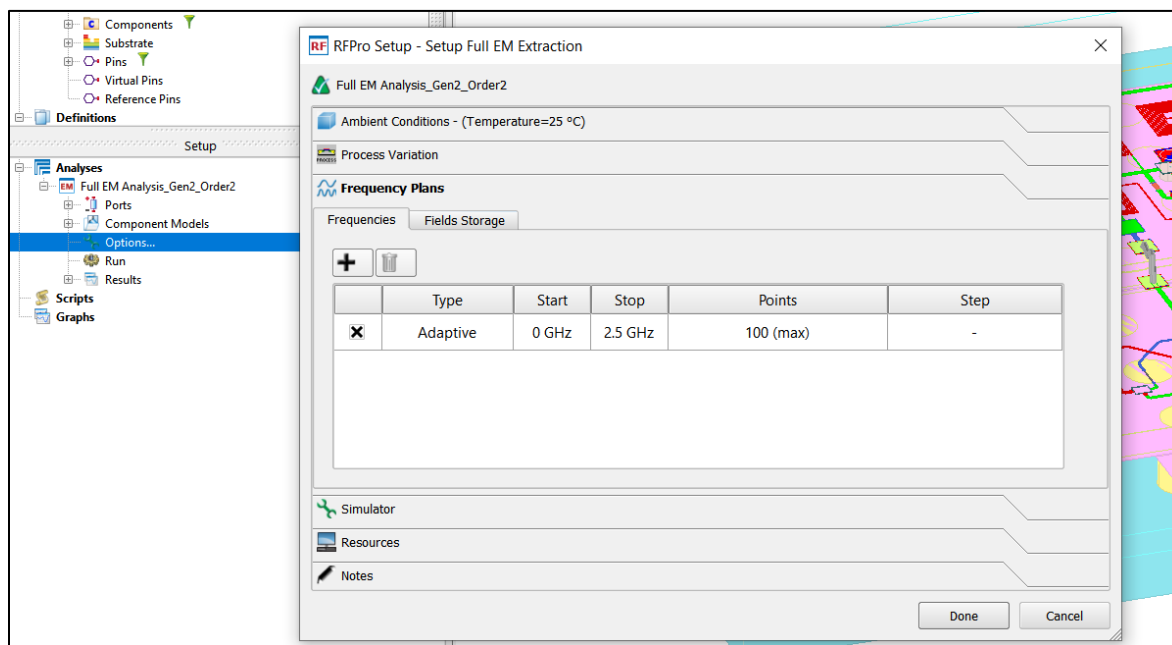 Components
Substrate
Pins
Virtual Pins
Reference Pins
Definitions
Setup
Analyses
EM Full EM Analysis_Gen2_Order2
Ports
Component Models
Options...
Run
Results
Scripts
Graphs
RF RFPro Setup - Setup Full EM Extraction
Full EM Analysis_Gen2_Order2
Ambient Conditions - (Temperature=25 °C)
Process Variation
Frequency Plans
Frequencies Fields Storage
Type Start Stop Points Step
Adaptive 0 GHz 2.5 GHz 100 (max) -
Simulator
Resources
Notes
Done Cancel